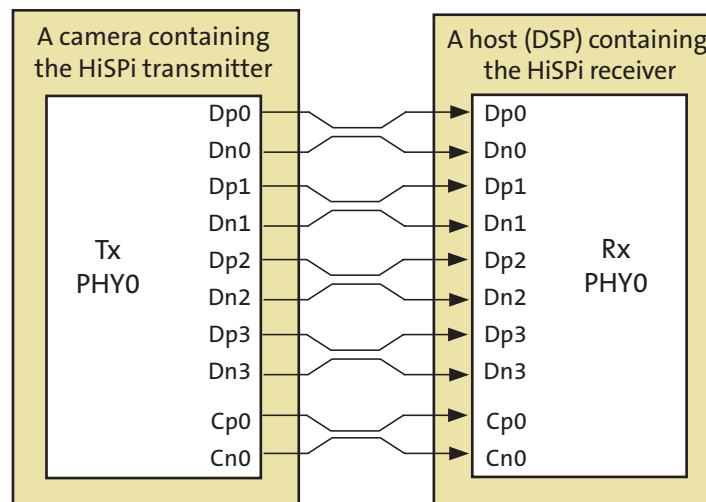 A camera containing
the HiSPi transmitter
Tx
PHY0
Dp0
Dn0
Dp1
Dn1
Dp2
Dn2
Dp3
Dn3
Cp0
Cn0
A host (DSP) containing
the HiSPi receiver
Dp0
Dn0
Dp1
Dn1
Dp2
Dn2
Dp3
Dn3
Cp0
Cn0
Rx
PHY0